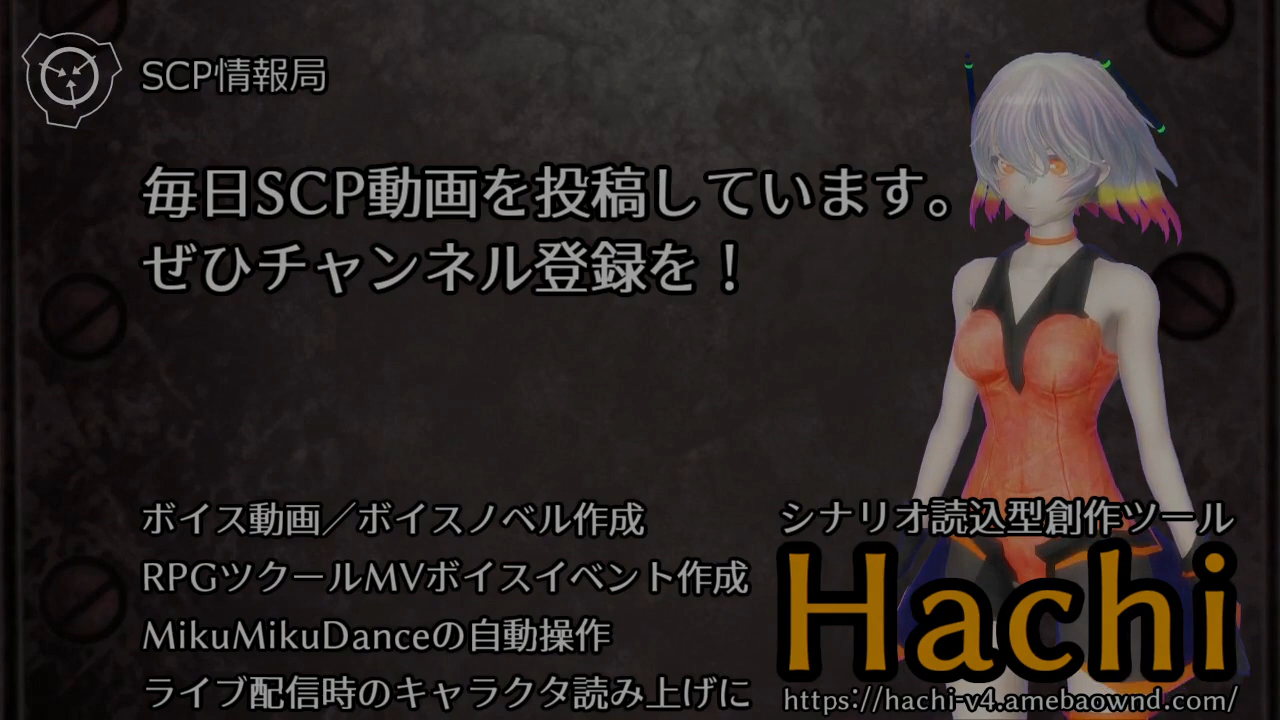 SCP情報局
毎日SCP動画を投稿しています。
ぜひチャンネル登録を！
ボイス動画／ボイスノベル作成
RPGツクールMVボイスイベント作成
MikuMikuDanceの自動操作
ライブ配信時のキャラクタ読み上げに
シナリオ読込型創作ツール
Hachi
https://hachi-v4.amebaownd.com/